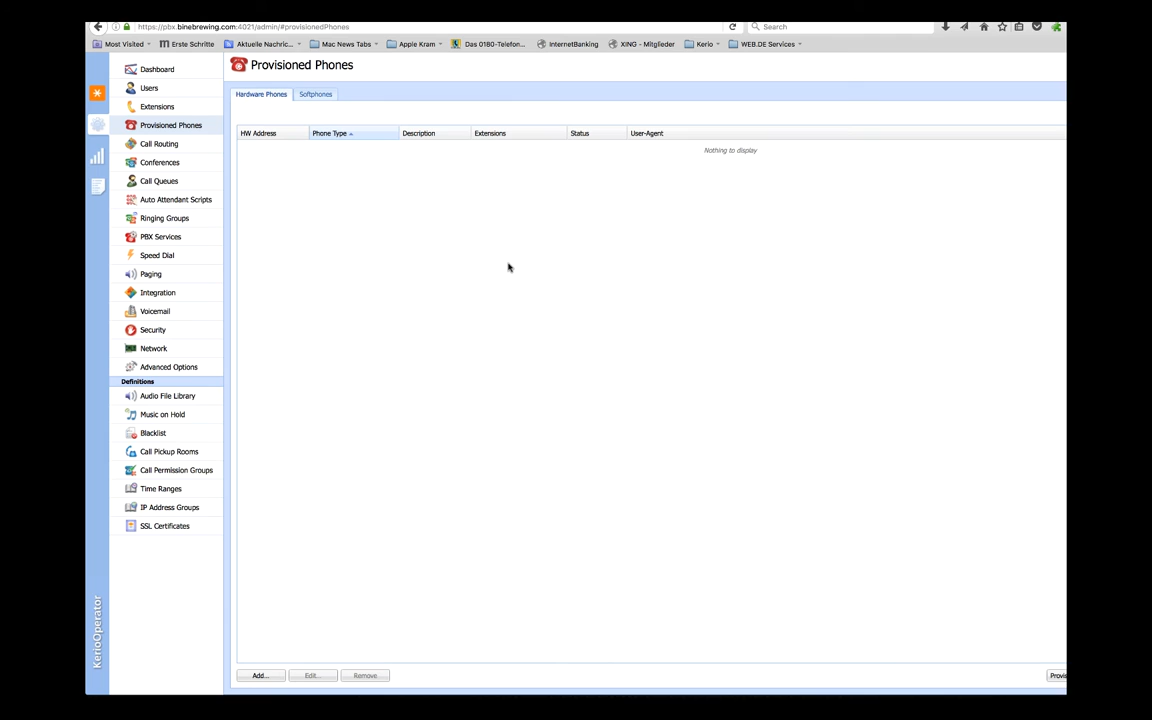 https://pbx.binebrewing.com:4021/admin/#provisionedPhones
Search
Most Visited
Erste Schritte
Aktuelle Nachric...
Mac News Tabs
Apple Kram
Das 0180-Telefon...
InternetBanking
XING - Mitglieder
Kerio
WEB.DE Services
Provisioned Phones
Dashboard
Users
Extensions
Provisioned Phones
Call Routing
Conferences
Call Queues
Auto Attendant Scripts
Ringing Groups
PBX Services
Speed Dial
Paging
Integration
Voicemail
Security
Network
Advanced Options
Definitions
Audio File Library
Music on Hold
Blacklist
Call Pickup Rooms
Call Permission Groups
Time Ranges
IP Address Groups
SSL Certificates
KerioOperator
Hardware Phones
Softphones
HW Address
Phone Type
Description
Extensions
Status
User-Agent
Nothing to display
Add...
Edit...
Remove
Provis